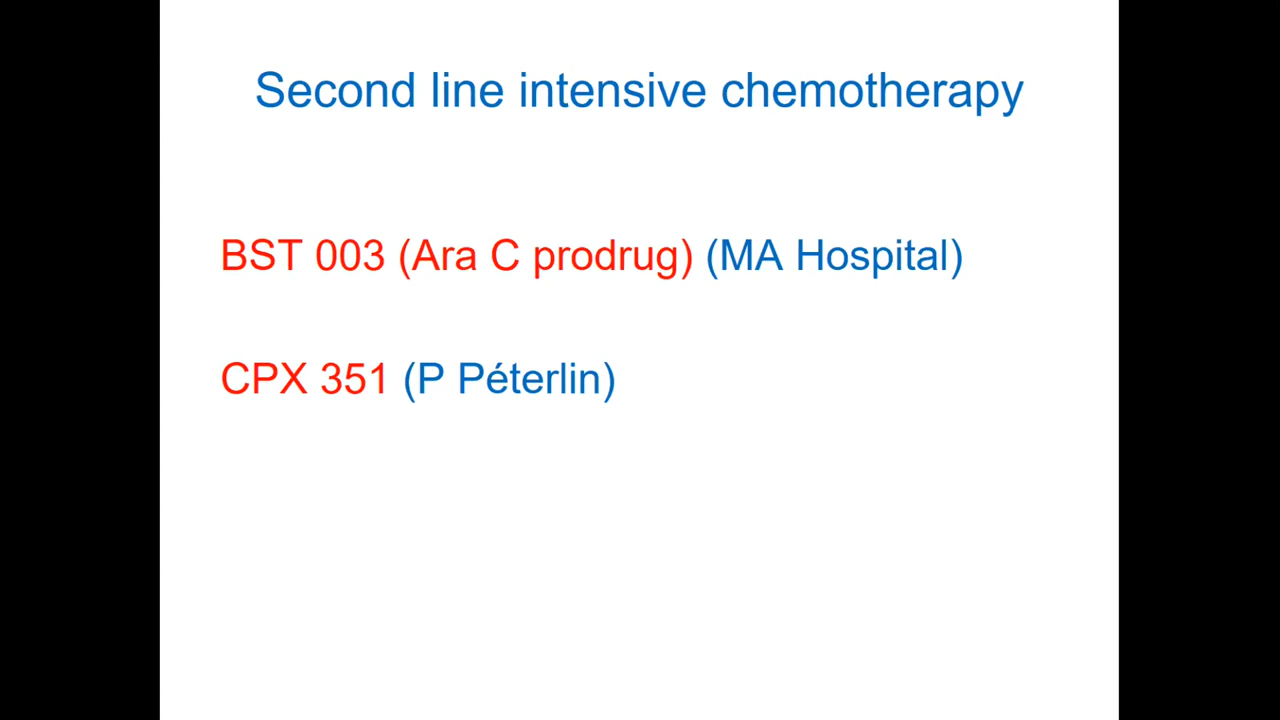 Second line intensive chemotherapy
BST 003 (Ara C prodrug) (MA Hospital)
CPX 351 (P Péterlin)